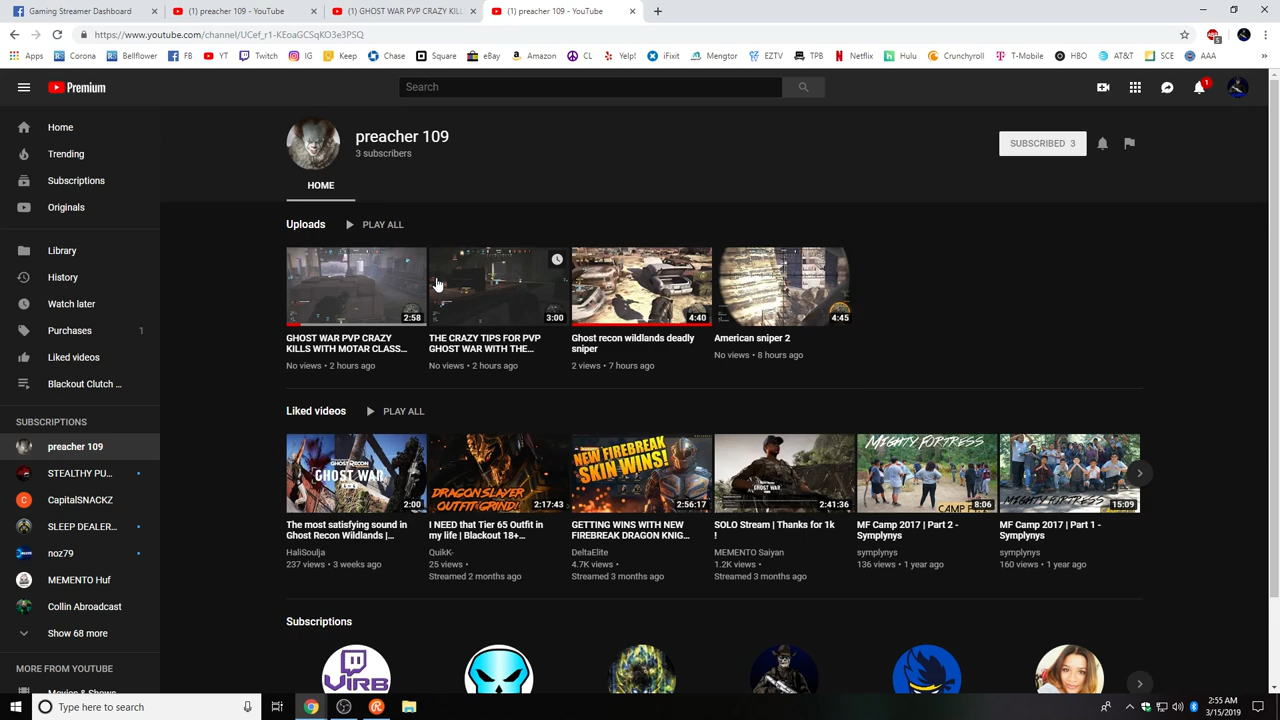 Gaming Streamer Dashboard
(1) preacher 109 - YouTube
(1) GHOST WAR PVP CRAZY KILL
(1) preacher 109 - YouTube
https://www.youtube.com/channel/UCef_r1-KEoaGCSqKO3e3PSQ
Apps
Corona
Bellflower
FB
YT
Twitch
IG
Keep
Chase
Square
eBay
Amazon
CL
Yelp!
iFixit
Mengtor
EZTV
TPB
Netflix
Hulu
Crunchyroll
T-Mobile
HBO
AT&T
SCE
AAA
Premium
Search
1
Home
Trending
Subscriptions
Originals
Library
History
Watch later
Purchases 1
Liked videos
Blackout Clutch ...
SUBSCRIPTIONS
preacher 109
STEALTHY PU...
CapitalSNACKZ
SLEEP DEALER...
noz79
MEMENTO Huf
Collin Abroadcast
Show 68 more
MORE FROM YOUTUBE
Movies & Shows
preacher 109
3 subscribers
SUBSCRIBED 3
HOME
Uploads
PLAY ALL
2:58
GHOST WAR PVP CRAZY
KILLS WITH MOTAR CLASS...
No views • 2 hours ago
3:00
THE CRAZY TIPS FOR PVP
GHOST WAR WITH THE...
No views • 2 hours ago
4:40
Ghost recon wildlands deadly
sniper
2 views • 7 hours ago
4:45
American sniper 2
No views • 8 hours ago
Liked videos
PLAY ALL
GHOST RECON
GHOST WAR
2:00
The most satisfying sound in
Ghost Recon Wildlands |...
HaliSoulja
237 views • 3 weeks ago
DRAGON SLAYER
OUTFIT GRIND!
2:17:43
I NEED that Tier 65 Outfit in
my life | Blackout 18+...
QuikK-
25 views •
Streamed 2 months ago
NEW FIREBREAK
SKIN WINS!
2:56:17
GETTING WINS WITH NEW
FIREBREAK DRAGON KNIG...
DeltaElite
4.7K views •
Streamed 3 months ago
GHOST WAR
2:41:36
SOLO Stream | Thanks for 1k
!
MEMENTO Saiyan
1.2K views •
Streamed 3 months ago
MIGHTY FORTRESS
CAMP
8:06
MF Camp 2017 | Part 2 -
Symplynys
symplynys
136 views • 1 year ago
MIGHTY FORTRESS
15:09
MF Camp 2017 | Part 1 -
Symplynys
symplynys
160 views • 1 year ago
Subscriptions
VIRB
Type here to search
2:55 AM
3/15/2019